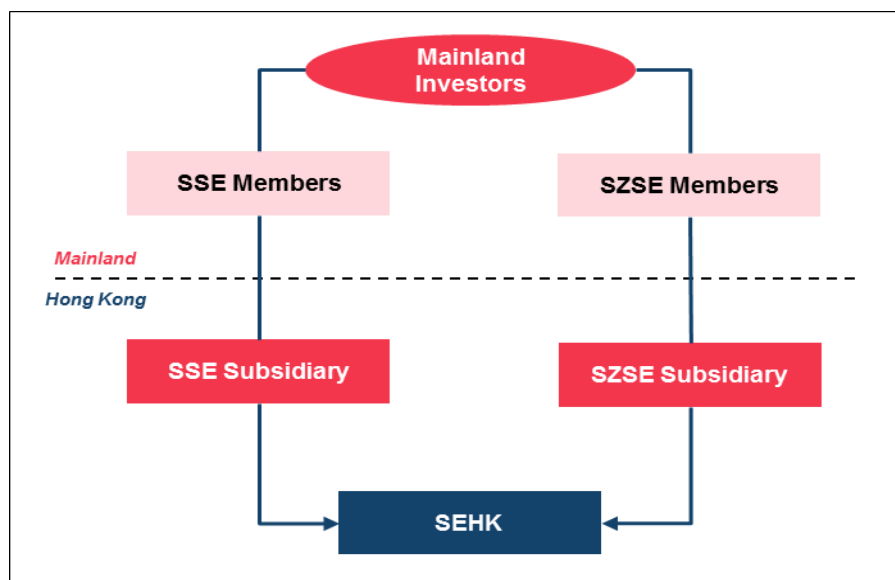 Mainland
Investors
SSE Members
SZSE Members
Mainland
Hong Kong
SSE Subsidiary
SZSE Subsidiary
SEHK